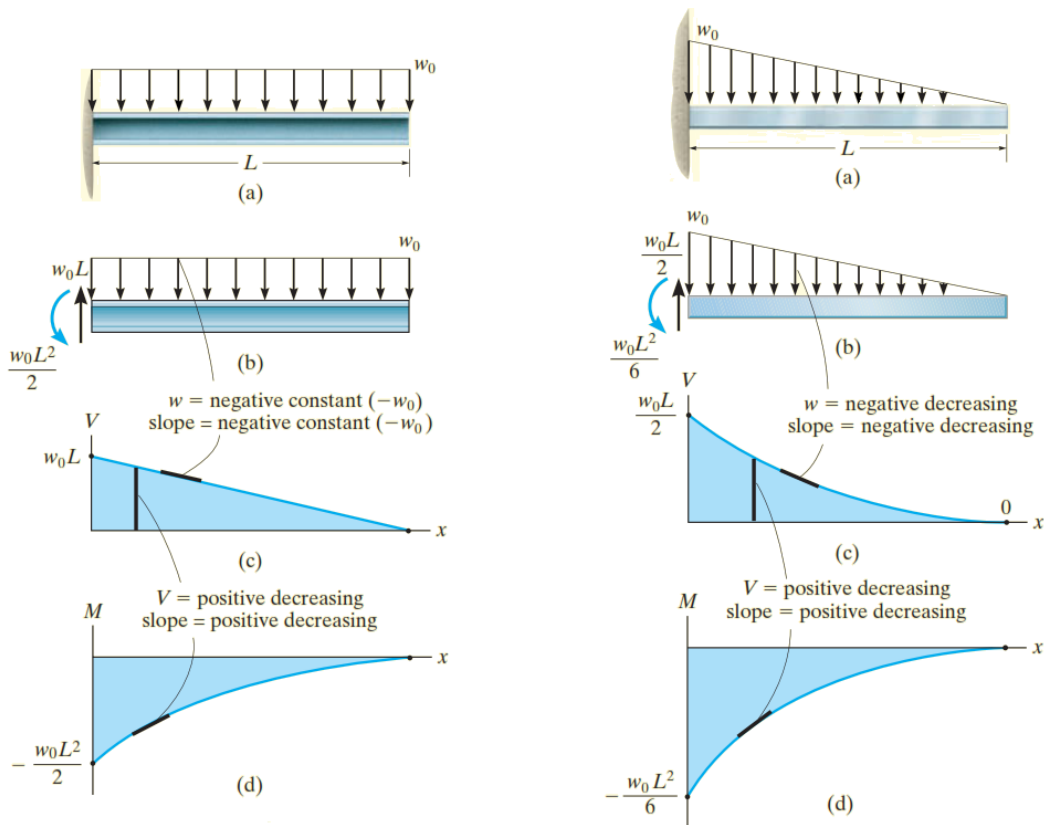 w₀
L
(a)
w₀
w₀L
w₀L²
2
(b)
w = negative constant (−w₀)
slope = negative constant (−w₀)
V
w₀L
x
(c)
V = positive decreasing
slope = positive decreasing
M
x
− w₀L²
2
(d)
w₀
L
(a)
w₀
w₀L
2
w₀L²
6
(b)
V
w₀L
2
w = negative decreasing
slope = negative decreasing
0
x
(c)
V = positive decreasing
slope = positive decreasing
M
x
− w₀ L²
6
(d)